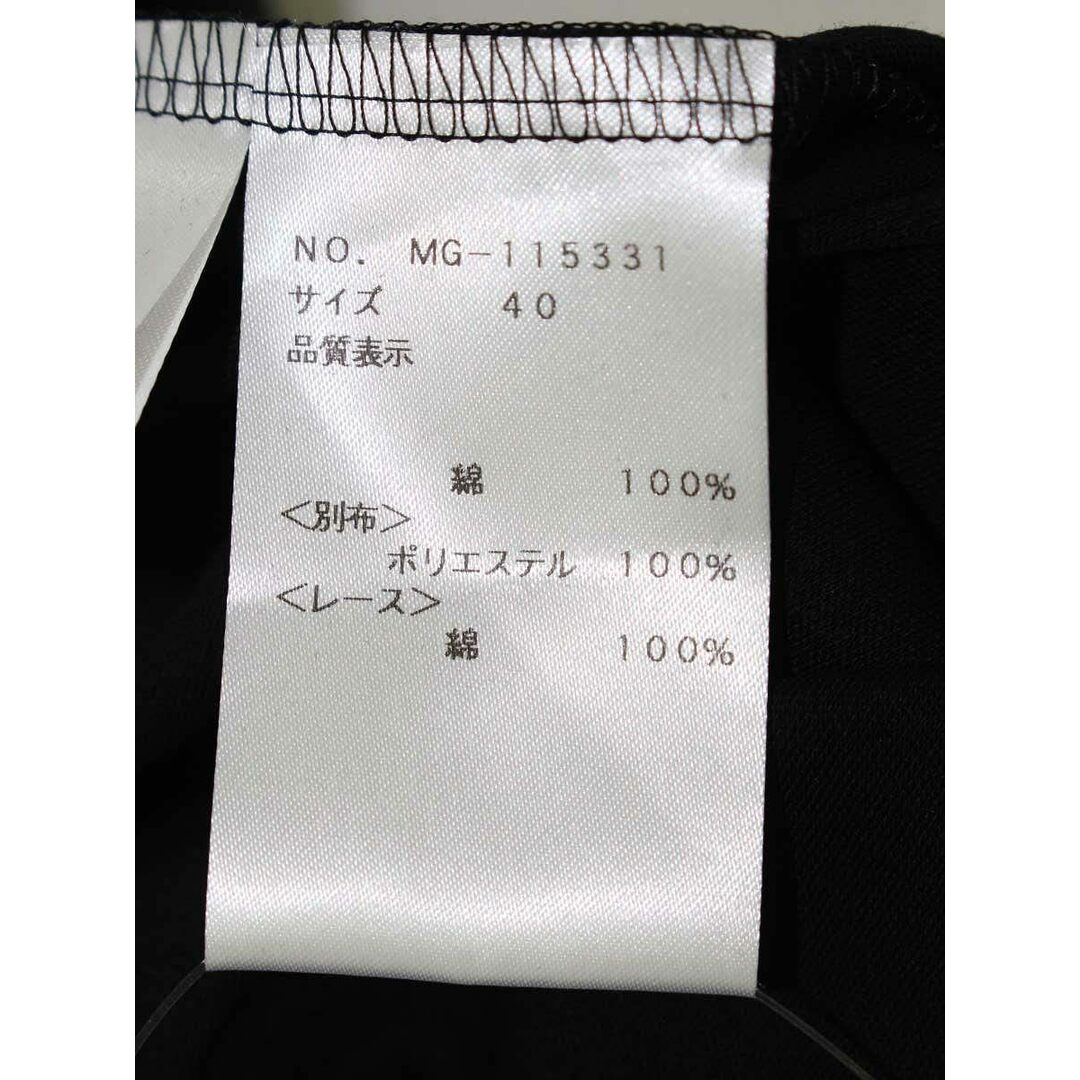 NO. MG-115331
サイズ 40
品質表示
綿 100%
<別布>
ポリエステル 100%
<レース>
綿 100%